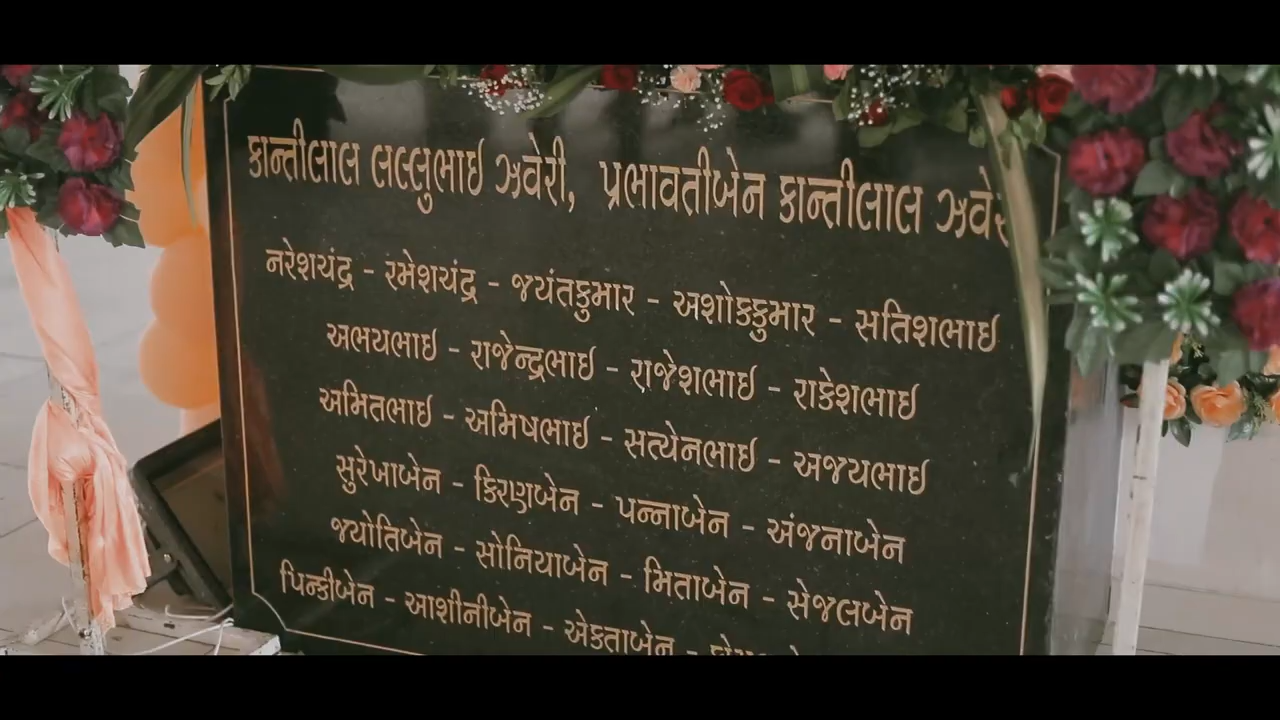 કાન્તીલાલ લલ્લુભાઇ ઝવેરી, પ્રભાવતીબેન કાન્તીલાલ
નરેશચંદ્ર - રમેશચંદ્ર - જયંતકુમાર - અશોકકુમાર - સતિશભાઇ
અભયભાઇ - રાજેન્દ્રભાઇ - રાજેશભાઇ - રાકેશભાઇ
અમિતભાઇ - અમિષભાઇ - સત્યેનભાઇ - અજયભાઇ
સુરેખાબેન - કિરણબેન - પન્નાબેન - અંજનાબેન
જ્યોતિબેન - સોનિયાબેન - મિતાબેન - સેજલબેન
પિન્કીબેન - આશીનીબેન - એકતાબેન -